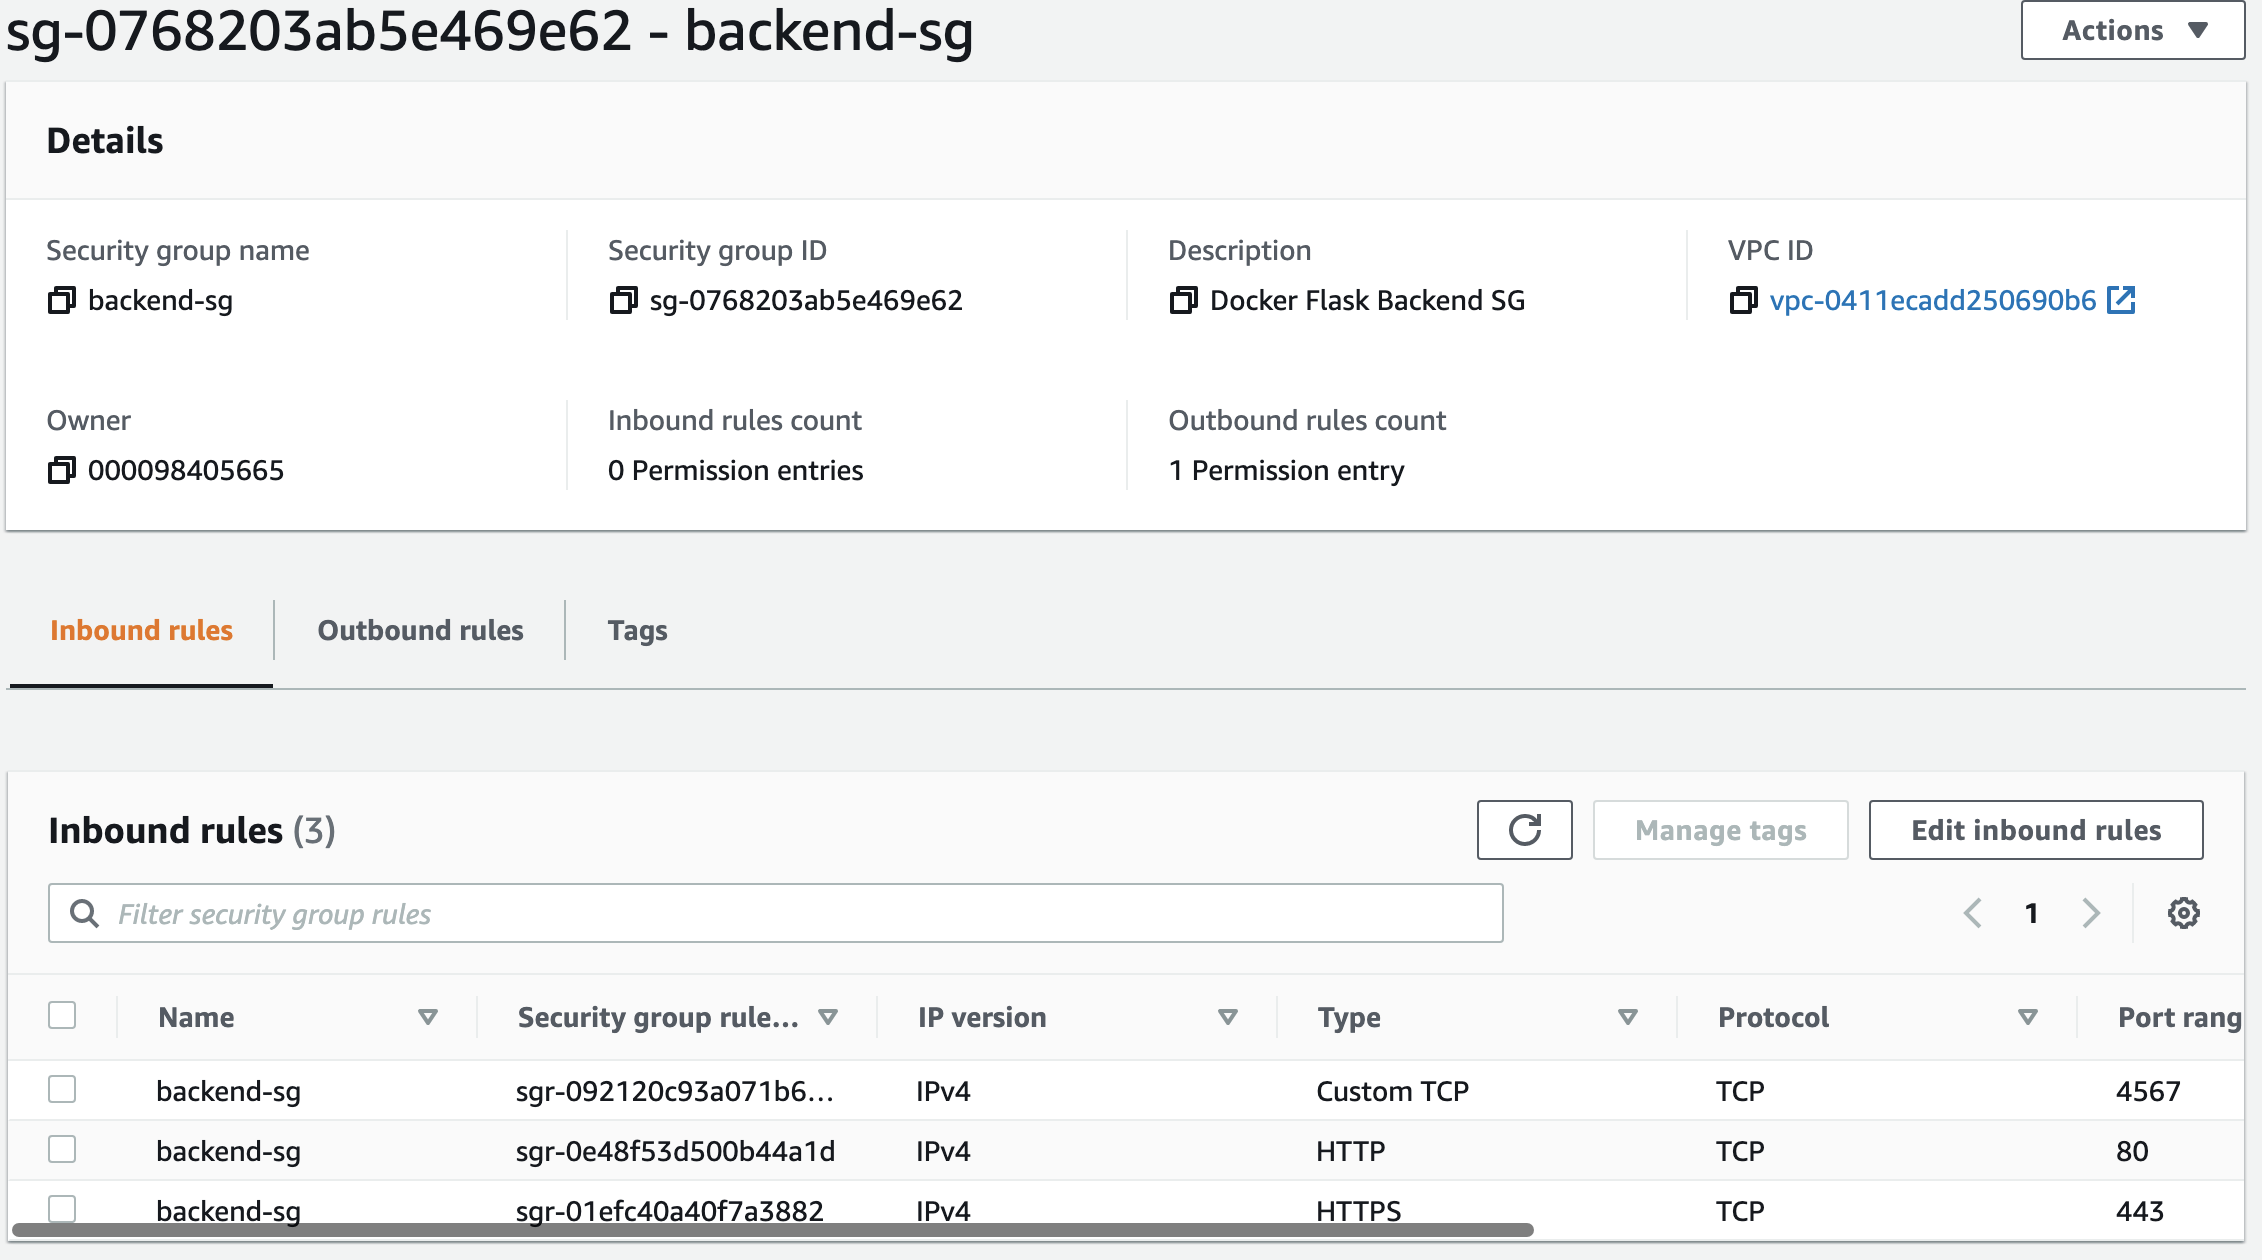 sg-0768203ab5e469e62 - backend-sg
Actions
Details
Security group name
Security group ID
Description
VPC ID
backend-sg
sg-0768203ab5e469e62
Docker Flask Backend SG
vpc-0411ecadd250690b6
Owner
Inbound rules count
Outbound rules count
000098405665
0 Permission entries
1 Permission entry
Inbound rules
Outbound rules
Tags
Inbound rules (3)
Manage tags
Edit inbound rules
Filter security group rules
1
Name
Security group rule...
IP version
Type
Protocol
Port rang
backend-sg
sgr-092120c93a071b6...
IPv4
Custom TCP
TCP
4567
backend-sg
sgr-0e48f53d500b44a1d
IPv4
HTTP
TCP
80
backend-sg
sgr-01efc40a40f7a3882
IPv4
HTTPS
TCP
443